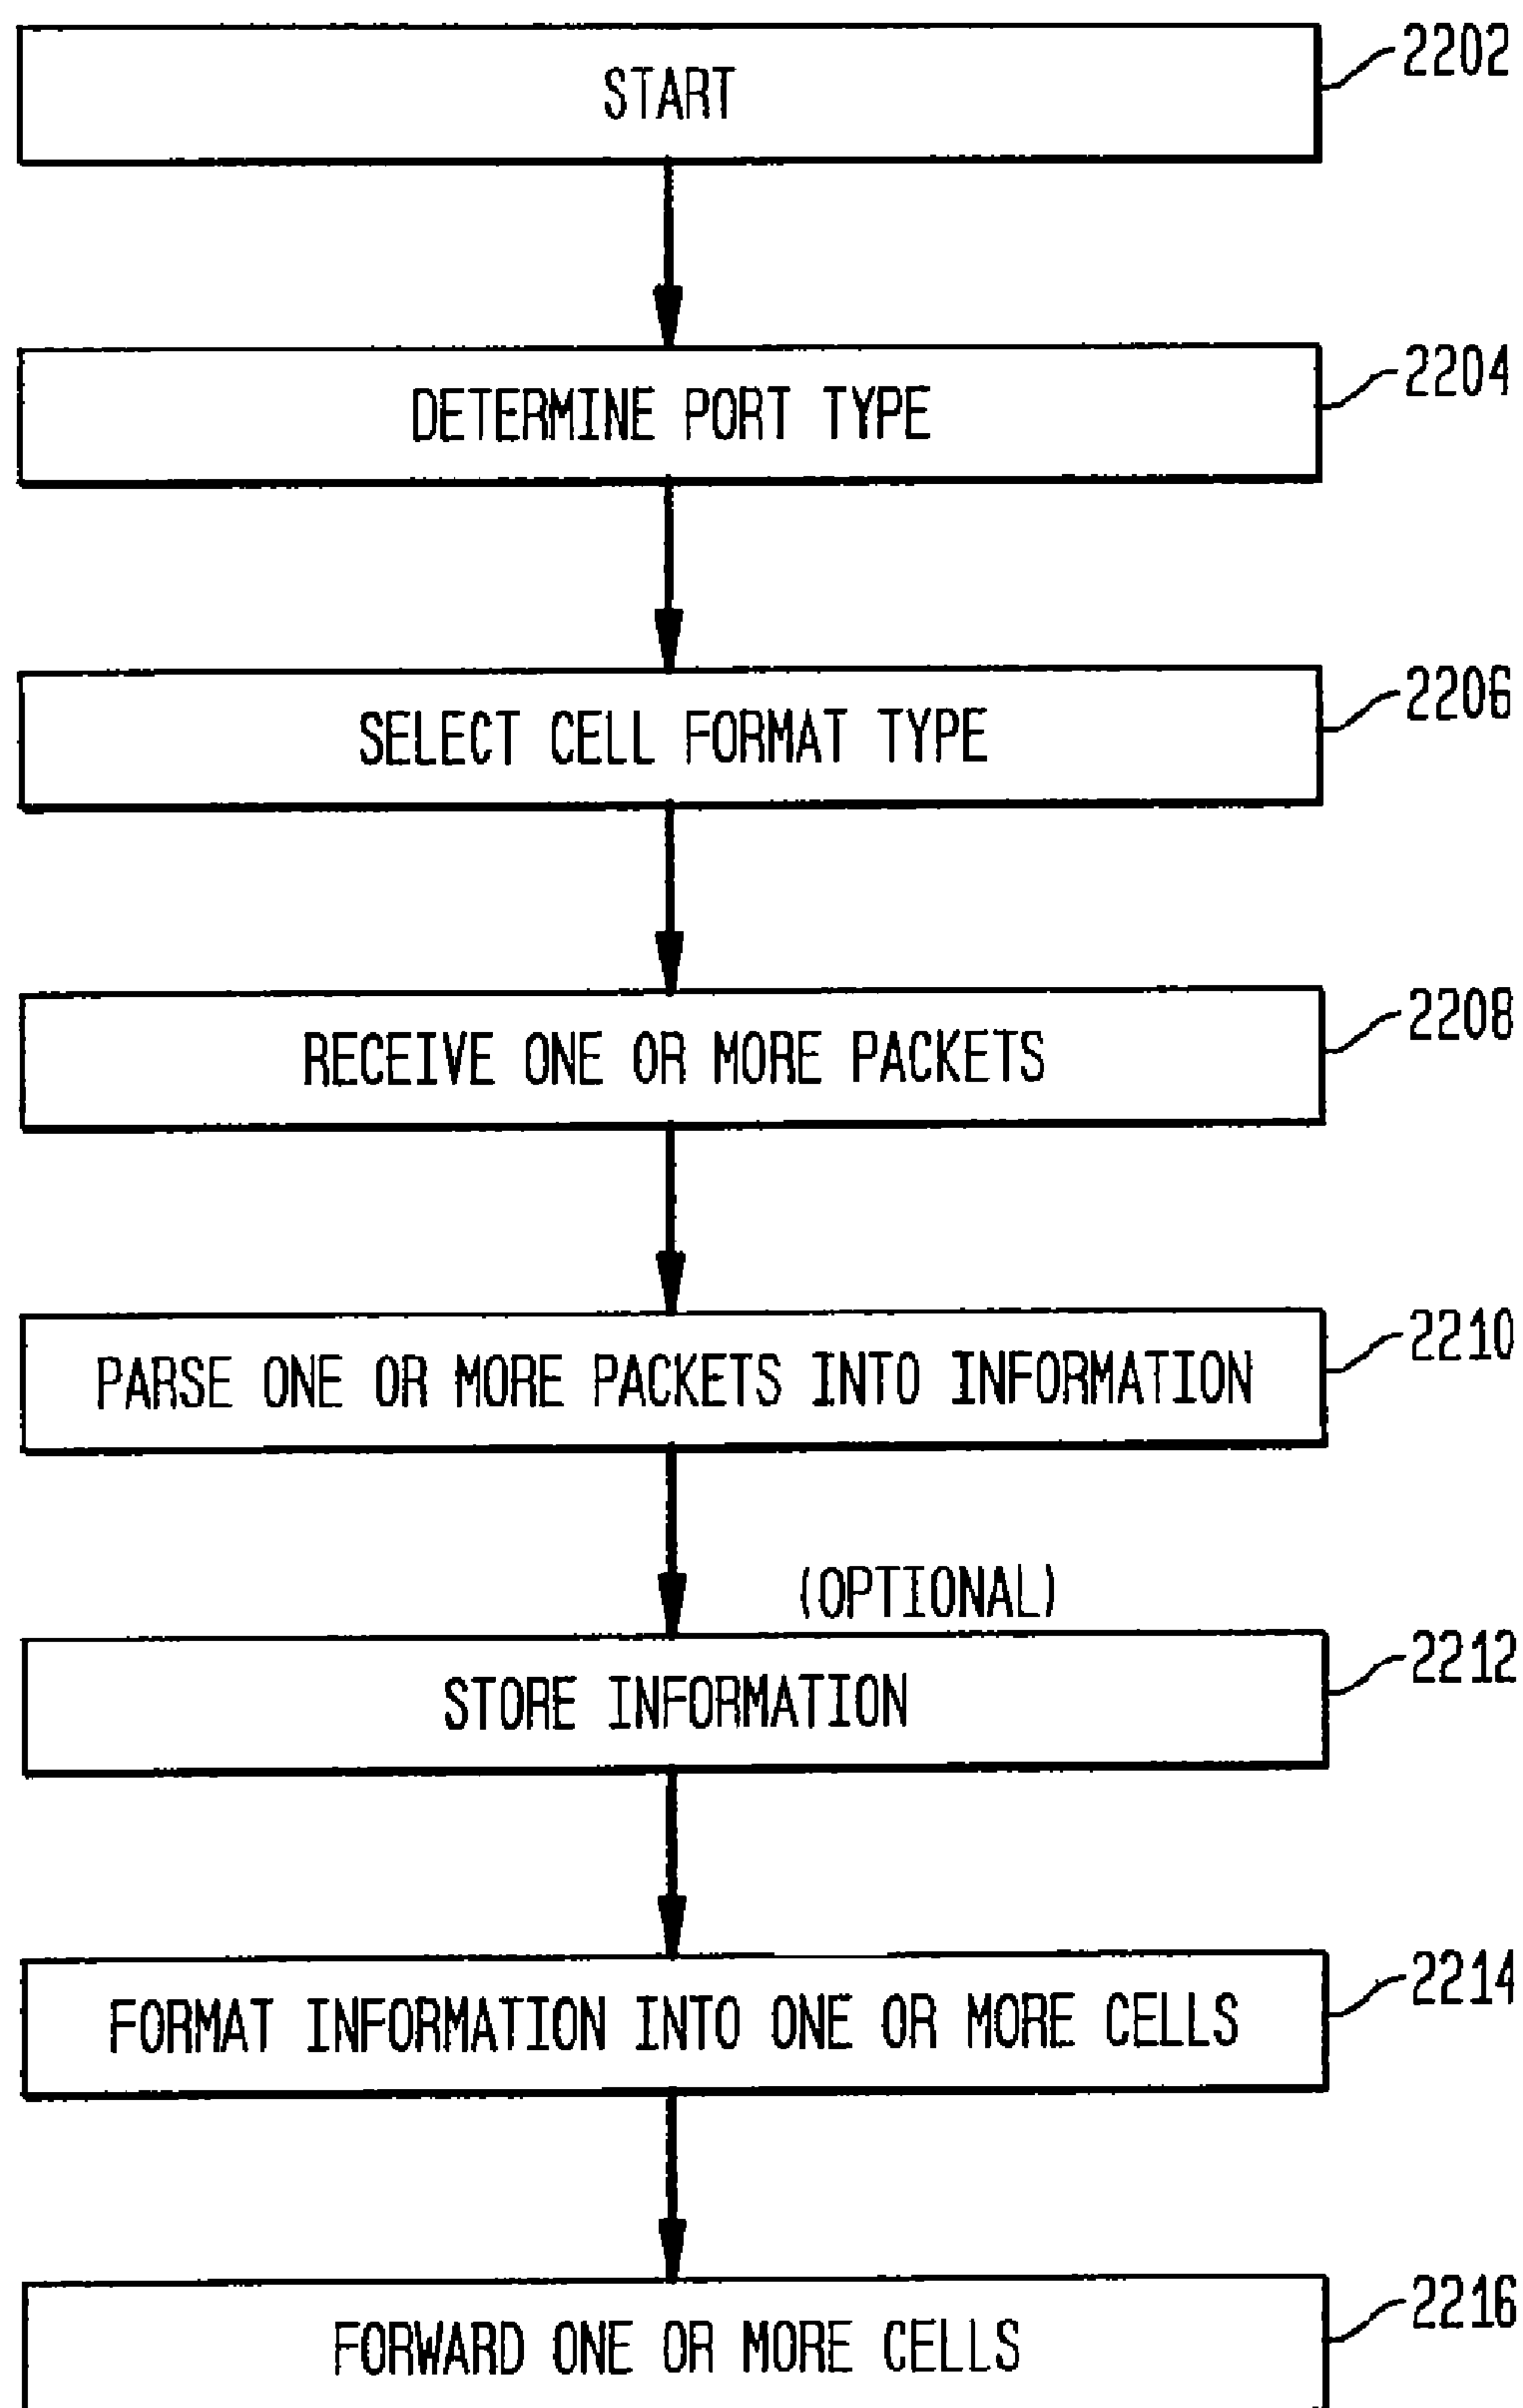 START
2202
DETERMINE PORT TYPE
2204
SELECT CELL FORMAT TYPE
2206
RECEIVE ONE OR MORE PACKETS
2208
PARSE ONE OR MORE PACKETS INTO INFORMATION
2210
(OPTIONAL)
STORE INFORMATION
2212
FORMAT INFORMATION INTO ONE OR MORE CELLS
2214
FORWARD ONE OR MORE CELLS
2216